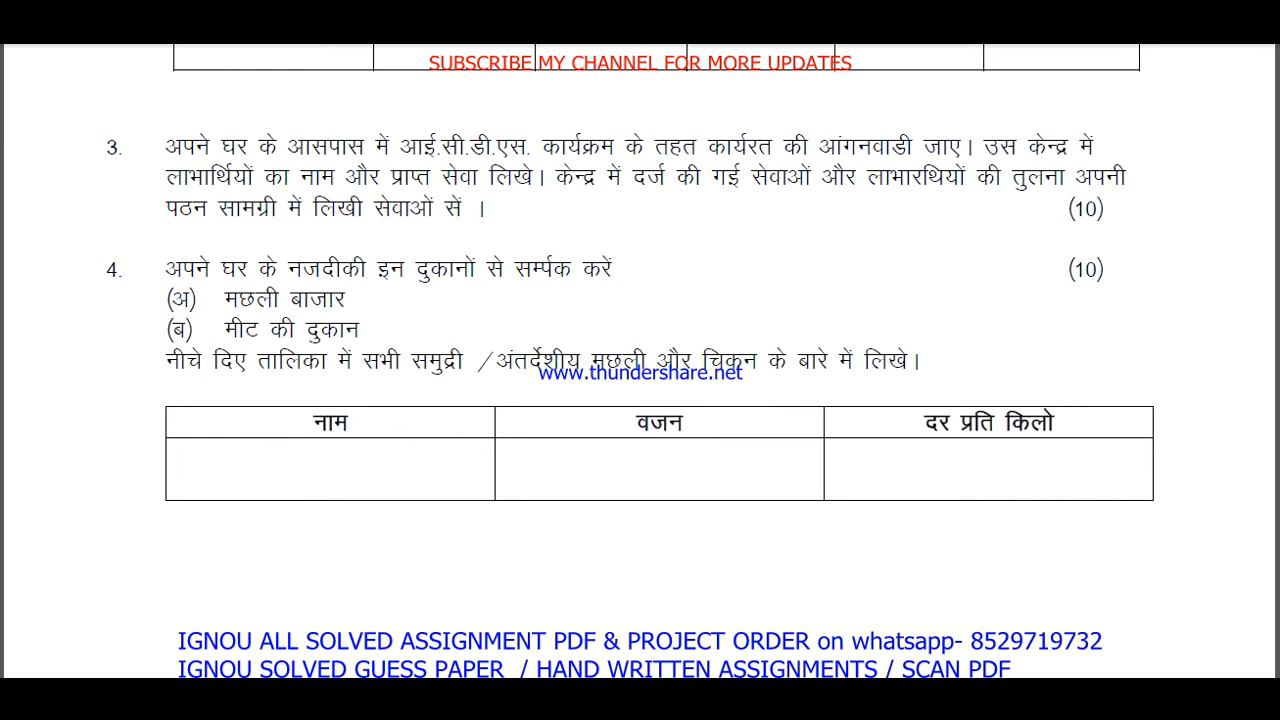 SUBSCRIBE MY CHANNEL FOR MORE UPDATES
3. अपने घर के आसपास में आई.सी.डी.एस. कार्यक्रम के तहत कार्यरत की आंगनवाडी जाए। उस केन्द्र में
लाभार्थियों का नाम और प्राप्त सेवा लिखे। केन्द्र में दर्ज की गई सेवाओं और लाभारथियों की तुलना अपनी
पठन सामग्री में लिखी सेवाओं सें । (10)
4. अपने घर के नजदीकी इन दुकानों से सर्म्पक करें (10)
(अ) मछली बाजार
(ब) मीट की दुकान
नीचे दिए तालिका में सभी समुद्री /अंतर्देशीय मछली और चिकन के बारे में लिखे।
www.thundershare.net
नाम वजन दर प्रति किलो
IGNOU ALL SOLVED ASSIGNMENT PDF & PROJECT ORDER on whatsapp- 8529719732
IGNOU SOLVED GUESS PAPER / HAND WRITTEN ASSIGNMENTS / SCAN PDF